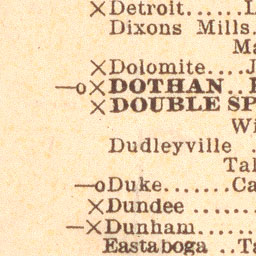 ×Detroit......L
Dixons Mills.
Ma
×Dolomite....J
—o×DOTHAN..
×DOUBLE SP
Wi
Dudleyville .
Tal
—oDuke.......Ca
×Dundee .......
—×Dunham......
Eastaboga ..Ta